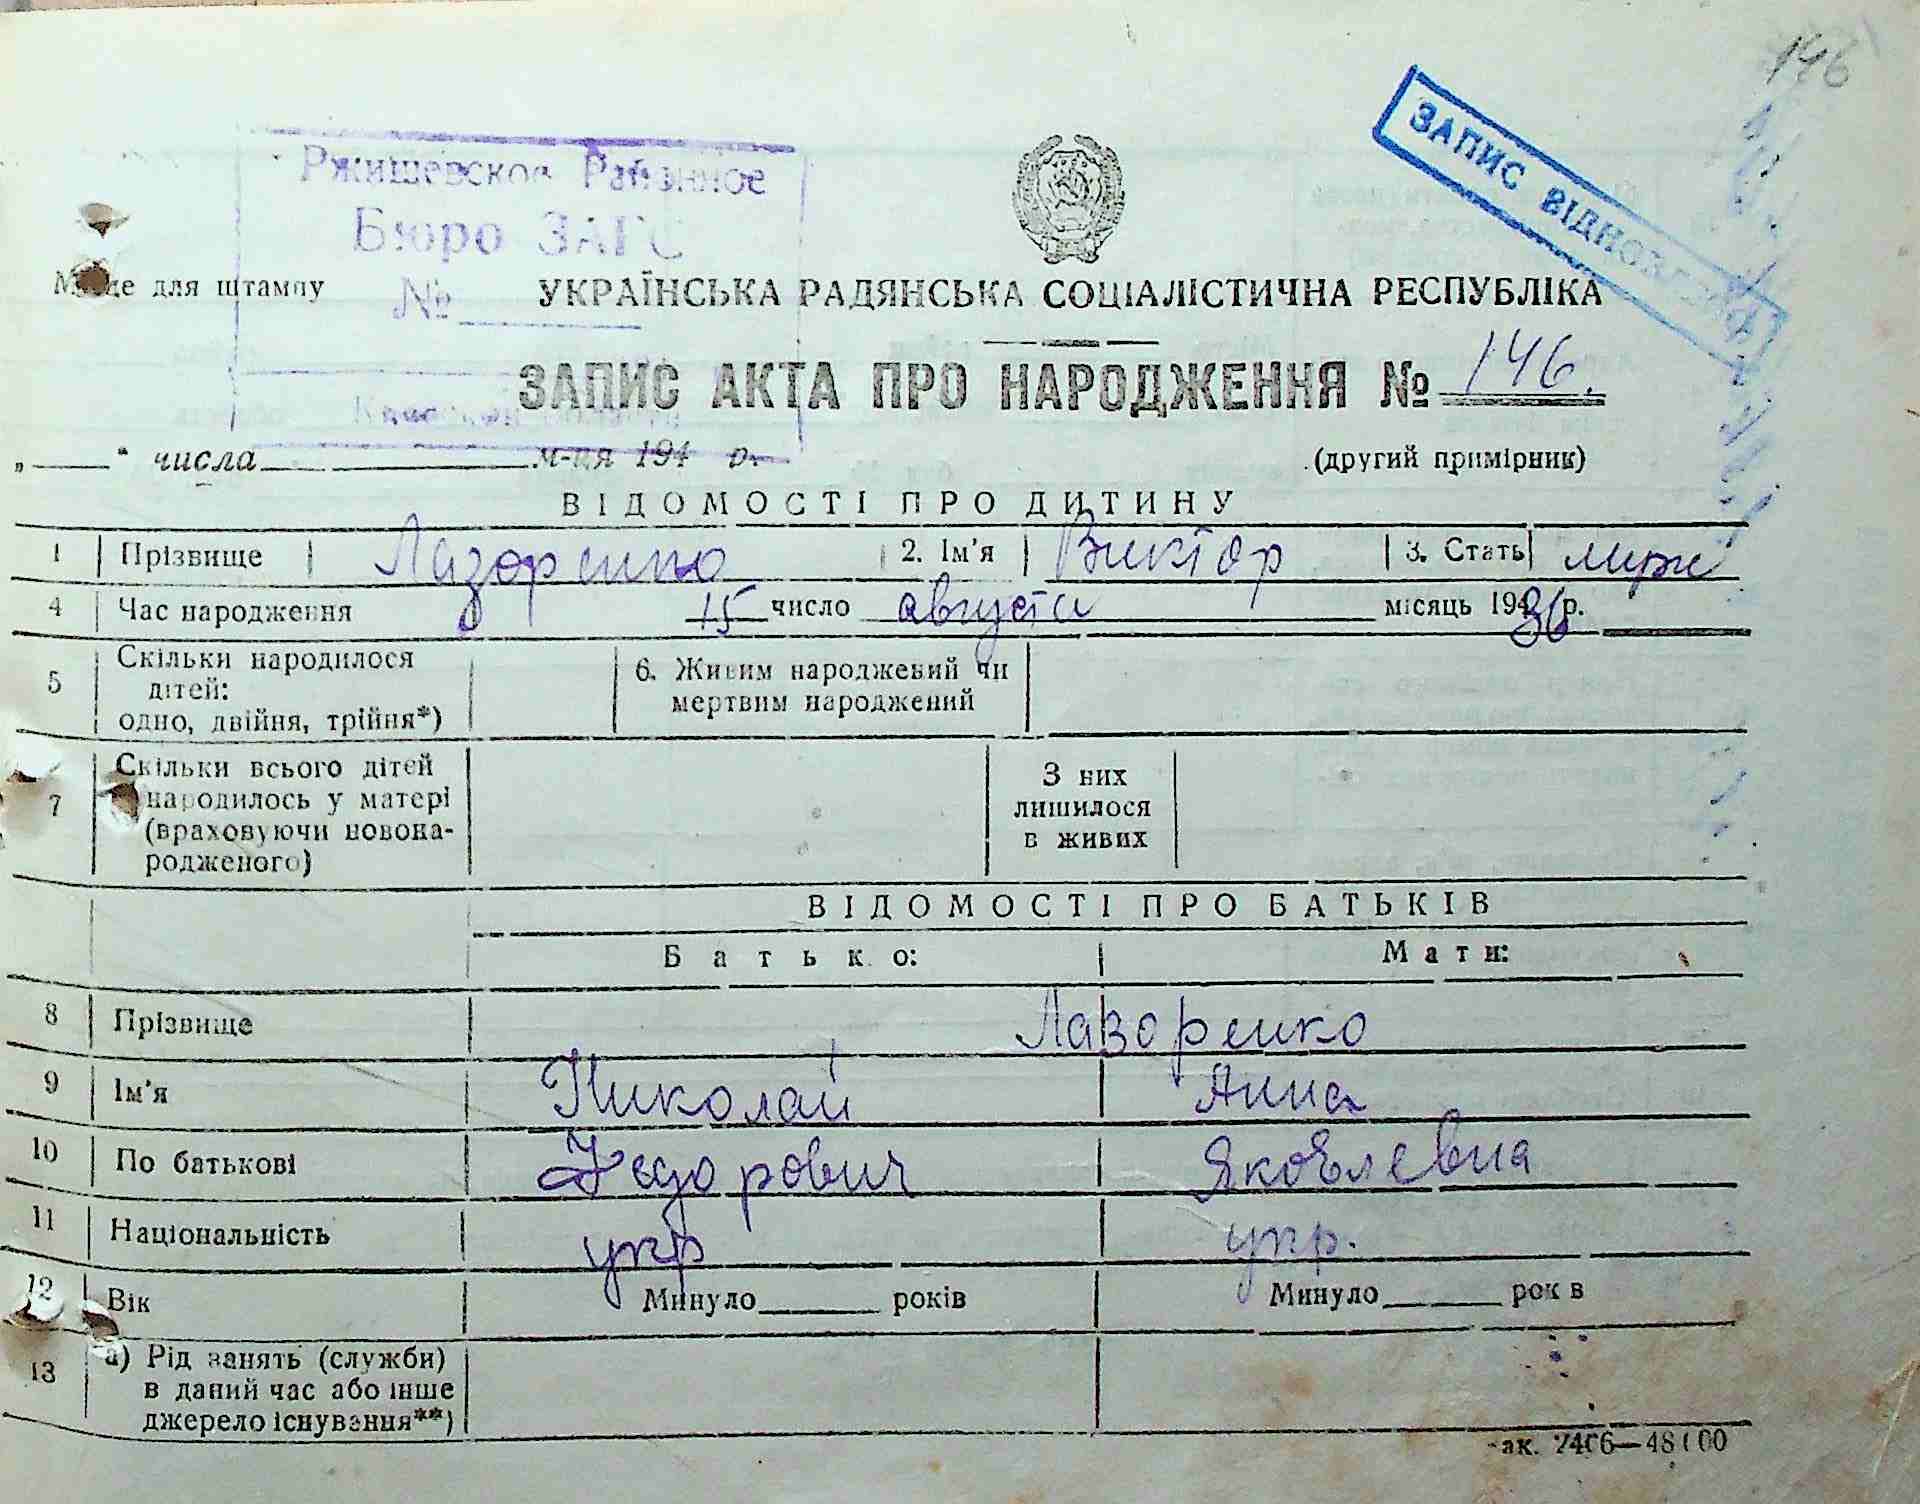 146
ЗАПИС ВІДНОВЛЕНО
Ржищевское Районное
Бюро ЗАГС
№
Місце для штампу
УКРАЇНСЬКА РАДЯНСЬКА СОЦІАЛІСТИЧНА РЕСПУБЛІКА
ЗАПИС АКТА ПРО НАРОДЖЕННЯ № 146.
„ " числа м-ця 194 р.
(другий примірник)
ВІДОМОСТІ ПРО ДИТИНУ
1 Прізвище Лазоренко 2. Ім'я Виктор 3. Стать муж
4 Час народження 15 число августа місяць 1936 р.
5 Скільки народилося дітей: одно, двійня, трійня*) 6. Живим народжений чи мертвим народжений
7 Скільки всього дітей народилось у матері (враховуючи новонародженого) З них лишилося в живих
ВІДОМОСТІ ПРО БАТЬКІВ
Батько: Мати:
8 Прізвище Лазоренко
9 Ім'я Николай Анна
10 По батькові Федорович Яковлевна
11 Національність укр укр.
12 Вік Минуло років Минуло рок в
13 а) Рід занять (служби) в даний час або інше джерело існування**)